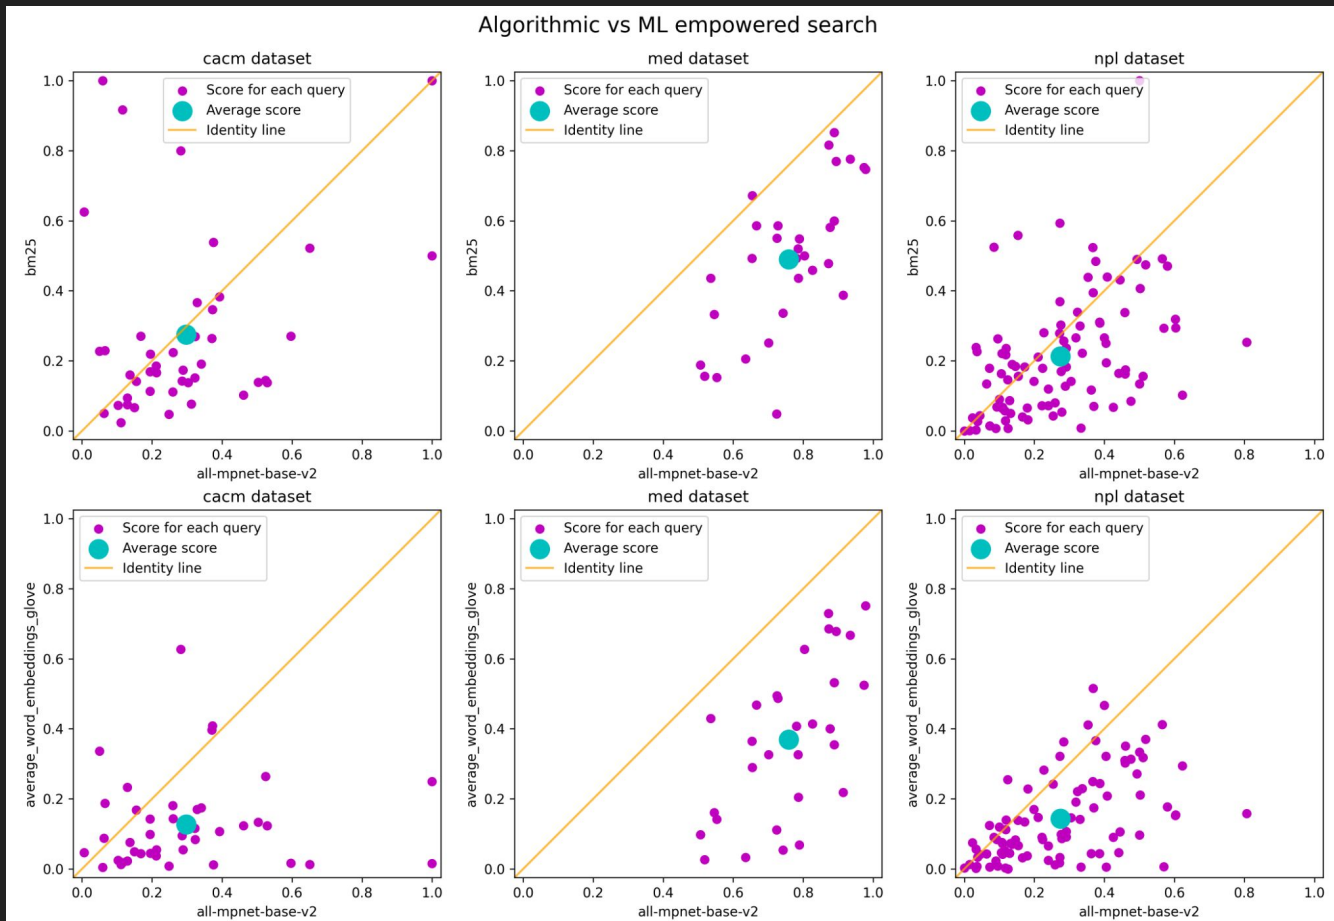 Algorithmic vs ML empowered search
cacm dataset
1.0
0.8
0.6
0.4
0.2
0.0
bm25
Score for each query
Average score
Identity line
0.0 0.2 0.4 0.6 0.8 1.0
all-mpnet-base-v2
med dataset
1.0
0.8
0.6
0.4
0.2
0.0
bm25
Score for each query
Average score
Identity line
0.0 0.2 0.4 0.6 0.8 1.0
all-mpnet-base-v2
npl dataset
1.0
0.8
0.6
0.4
0.2
0.0
bm25
Score for each query
Average score
Identity line
0.0 0.2 0.4 0.6 0.8 1.0
all-mpnet-base-v2
cacm dataset
1.0
0.8
0.6
0.4
0.2
0.0
average_word_embeddings_glove
Score for each query
Average score
Identity line
0.0 0.2 0.4 0.6 0.8 1.0
all-mpnet-base-v2
med dataset
1.0
0.8
0.6
0.4
0.2
0.0
average_word_embeddings_glove
Score for each query
Average score
Identity line
0.0 0.2 0.4 0.6 0.8 1.0
all-mpnet-base-v2
npl dataset
1.0
0.8
0.6
0.4
0.2
0.0
average_word_embeddings_glove
Score for each query
Average score
Identity line
0.0 0.2 0.4 0.6 0.8 1.0
all-mpnet-base-v2